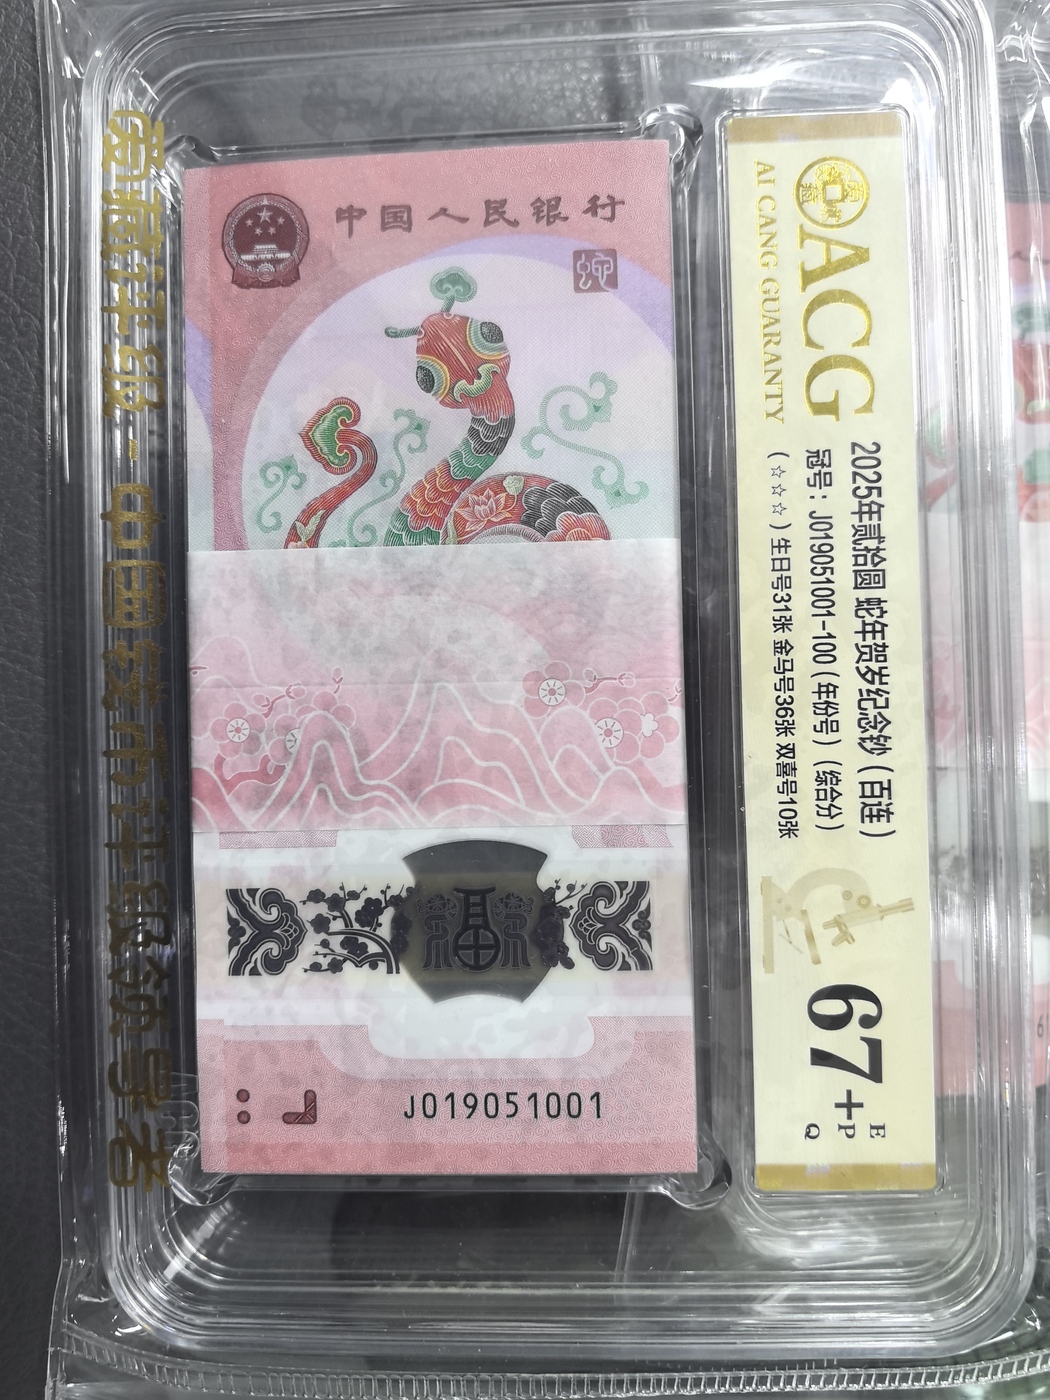 中国人民银行
蛇
J019051001
爱藏评级-中国钱币评级领导者
ACG
AI CANG GUARANTY
2025年贰拾圆 蛇年贺岁纪念钞（百连）
冠号：J019051001-100（年份号）（综合分）
（☆☆☆）生日号31张 金马号36张 双喜号10张
67+ E
P
Q